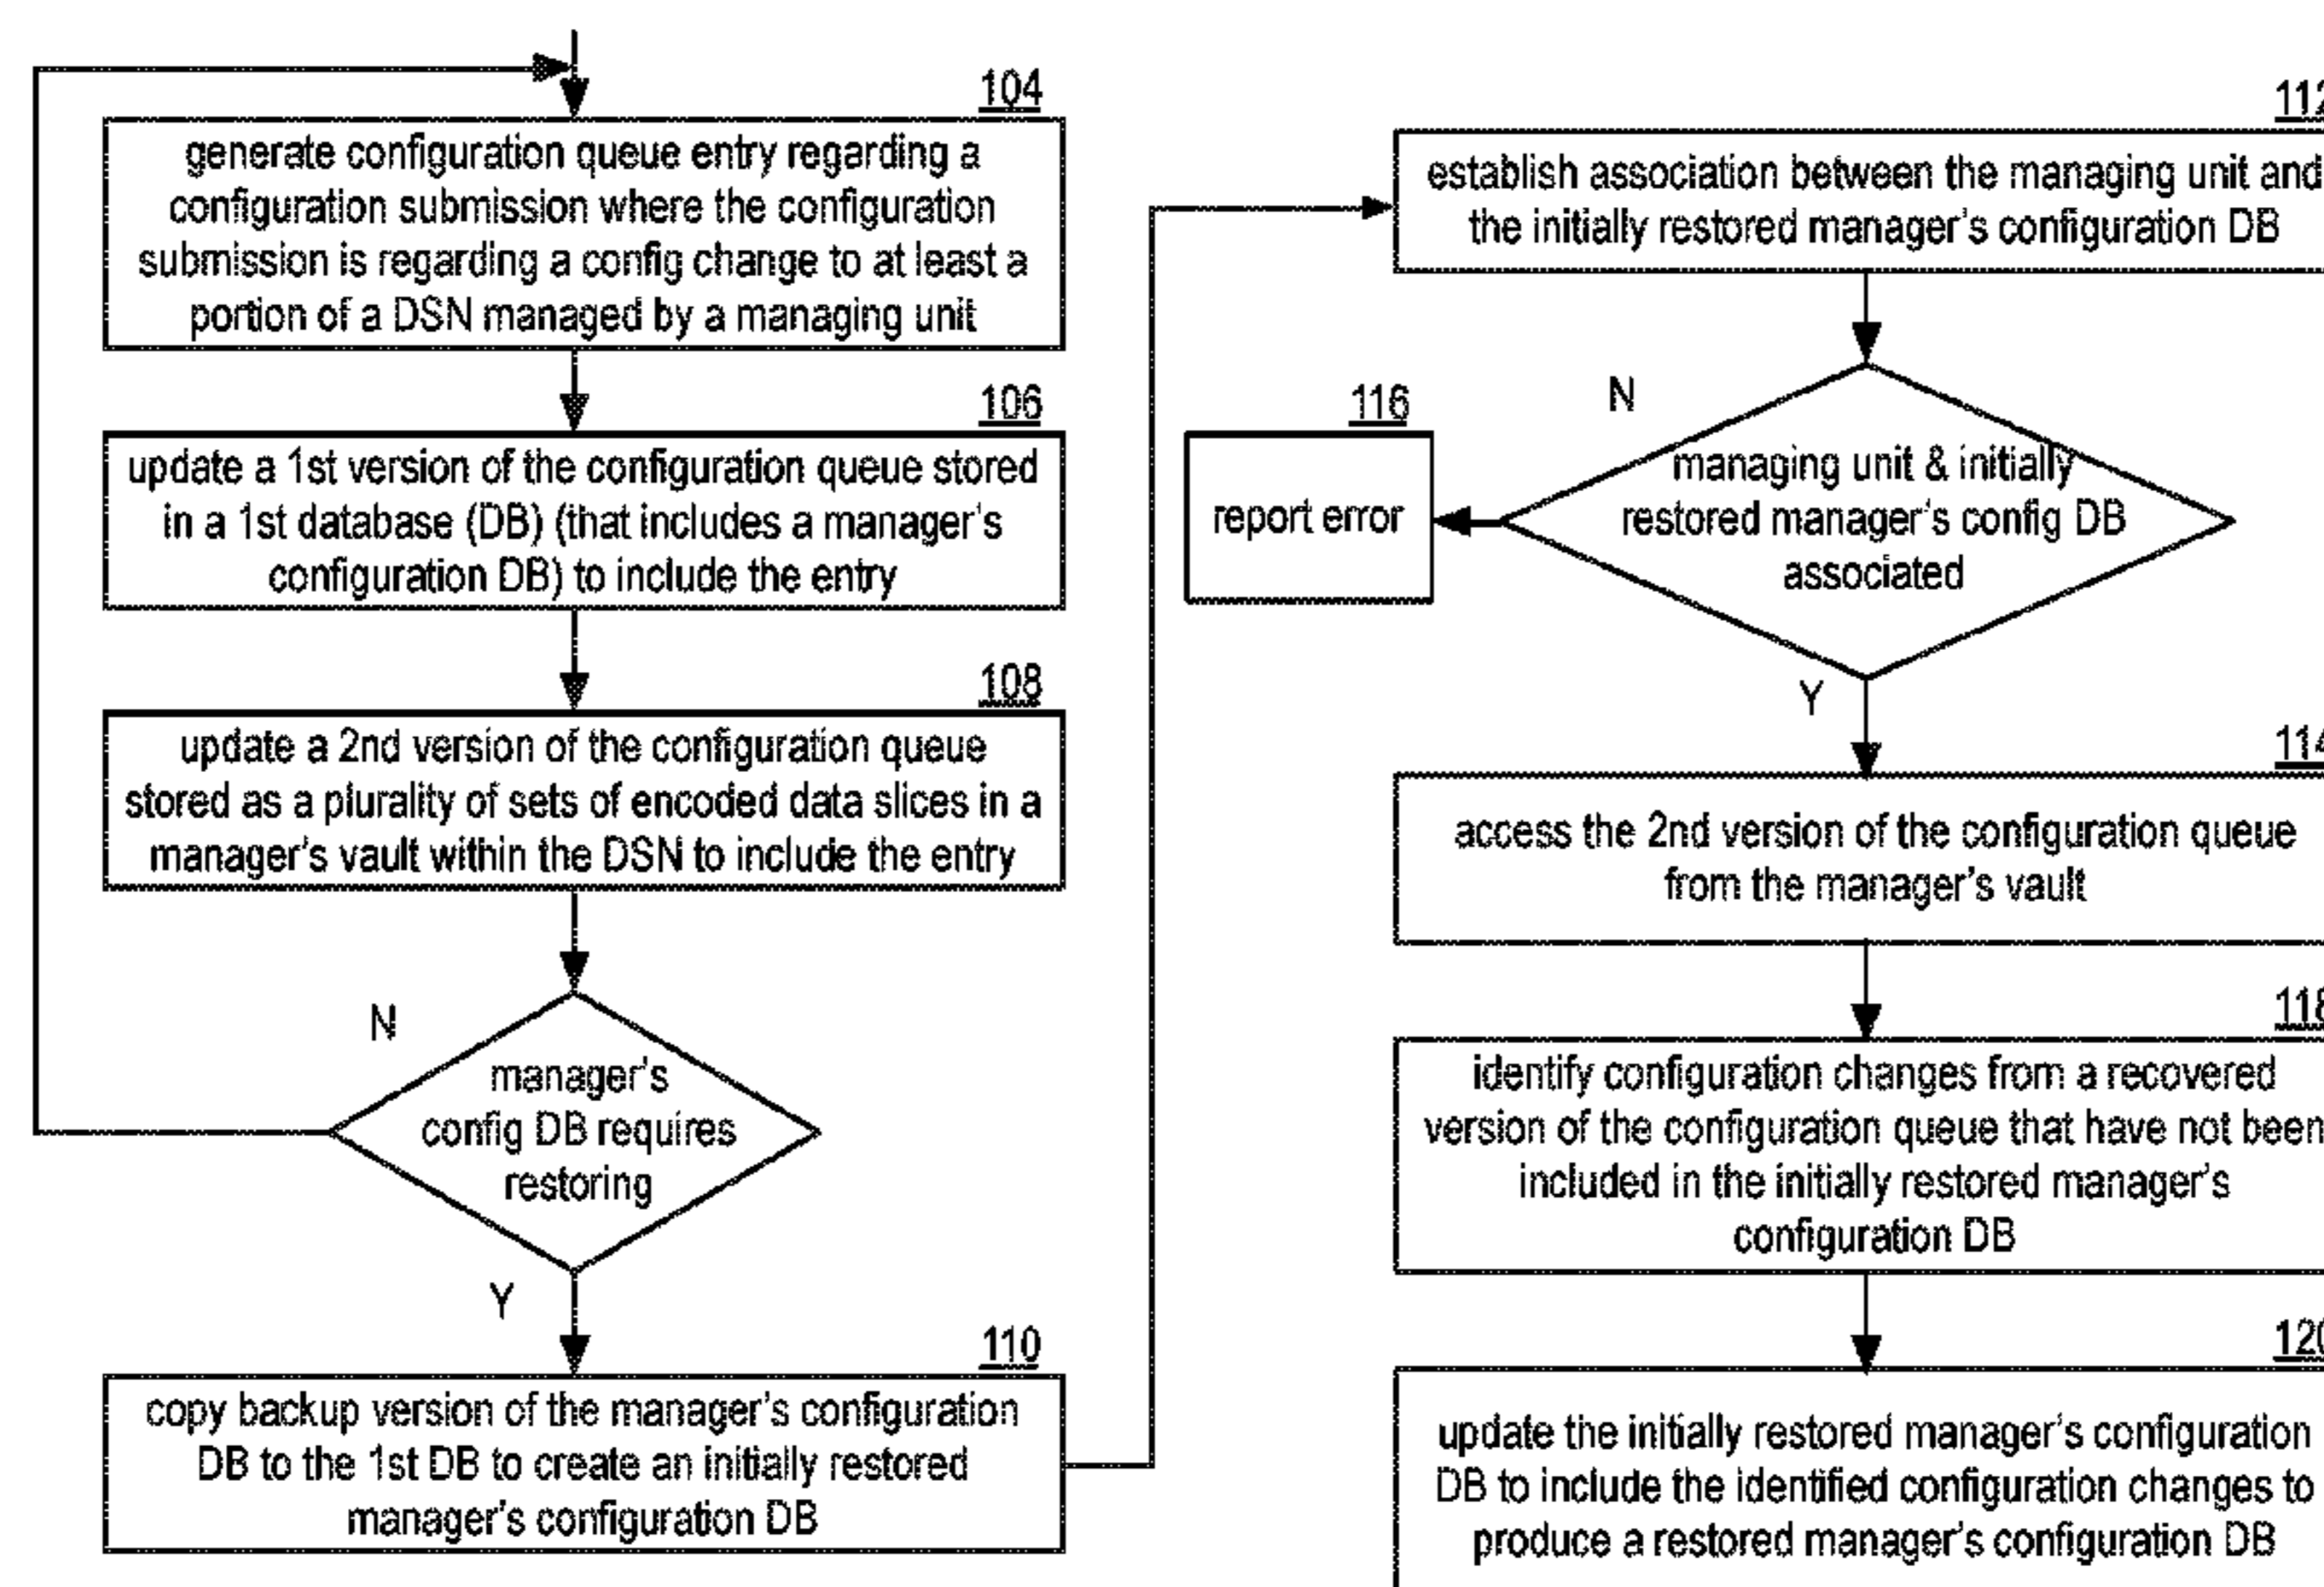 104
generate configuration queue entry regarding a
configuration submission where the configuration
submission is regarding a config change to at least a
portion of a DSN managed by a managing unit
106
update a 1st version of the configuration queue stored
in a 1st database (DB) (that includes a manager's
configuration DB) to include the entry
108
update a 2nd version of the configuration queue
stored as a plurality of sets of encoded data slices in a
manager's vault within the DSN to include the entry
N
manager's
config DB requires
restoring
Y
110
copy backup version of the manager's configuration
DB to the 1st DB to create an initially restored
manager's configuration DB
112
establish association between the managing unit and
the initially restored manager's configuration DB
N
managing unit & initially
restored manager's config DB
associated
116
report error
Y
114
access the 2nd version of the configuration queue
from the manager's vault
118
identify configuration changes from a recovered
version of the configuration queue that have not been
included in the initially restored manager's
configuration DB
120
update the initially restored manager's configuration
DB to include the identified configuration changes to
produce a restored manager's configuration DB